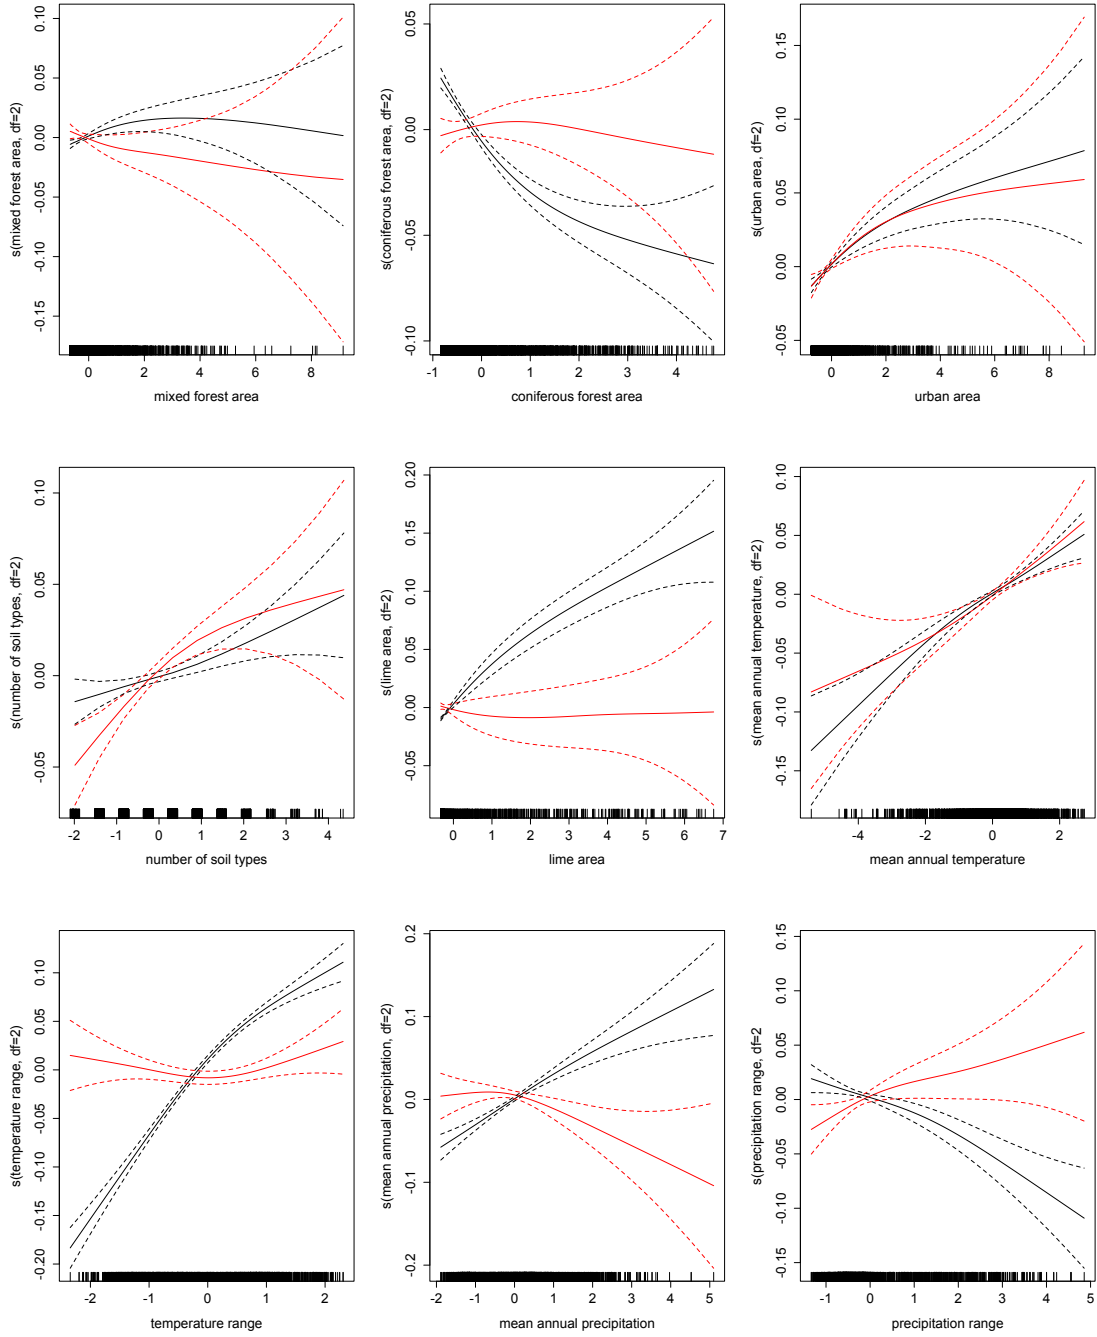 s(mixed forest area, df=2)
0.10
0.05
0.00
-0.05
-0.10
-0.15
0 2 4 6 8
mixed forest area
s(coniferous forest area, df=2)
0.05
0.00
-0.05
-0.10
-1 0 1 2 3 4
coniferous forest area
s(urban area, df=2)
0.15
0.10
0.05
0.00
-0.05
0 2 4 6 8
urban area
s(number of soil types, df=2)
0.10
0.05
0.00
-0.05
-2 -1 0 1 2 3 4
number of soil types
s(lime area, df=2)
0.20
0.15
0.10
0.05
0.00
-0.05
0 1 2 3 4 5 6 7
lime area
s(mean annual temperature, df=2)
0.10
0.05
0.00
-0.05
-0.10
-0.15
-4 -2 0 2
mean annual temperature
s(temperature range, df=2)
0.10
0.05
0.00
-0.05
-0.10
-0.15
-0.20
-2 -1 0 1 2
temperature range
s(mean annual precipitation, df=2)
0.2
0.1
0.0
-0.1
-0.2
-2 -1 0 1 2 3 4 5
mean annual precipitation
s(precipitation range, df=2
0.15
0.10
0.05
0.00
-0.05
-0.10
-0.15
-1 0 1 2 3 4 5
precipitation range